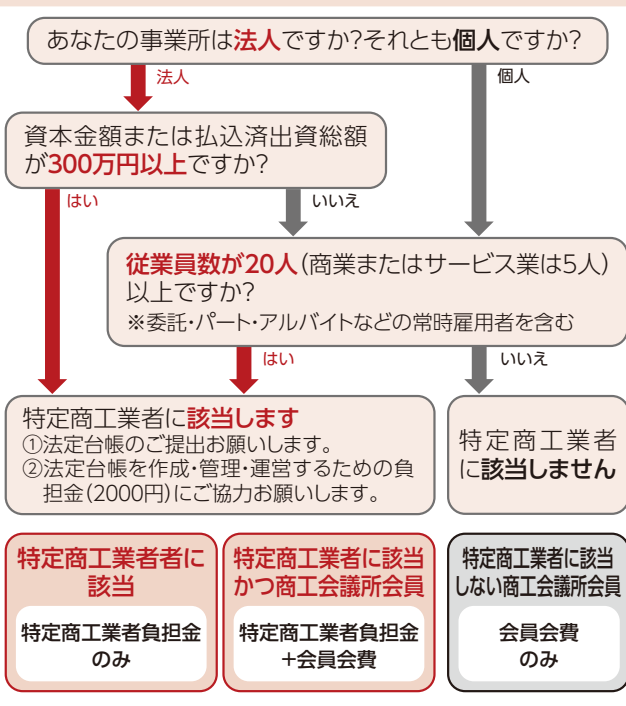 あなたの事業所は法人ですか?それとも個人ですか?
法人
個人
資本金額または払込済出資総額
が300万円以上ですか?
はい
いいえ
従業員数が20人(商業またはサービス業は5人)
以上ですか?
※委託・パート・アルバイトなどの常時雇用者を含む
はい
いいえ
特定商工業者に該当します
①法定台帳のご提出お願いします。
②法定台帳を作成・管理・運営するための負
担金(2000円)にご協力お願いします。
特定商工業者
に該当しません
特定商工業者者に
該当
特定商工業者負担金
のみ
特定商工業者に該当
かつ商工会議所会員
特定商工業者負担金
+会員会費
特定商工業者に該当
しない商工会議所会員
会員会費
のみ